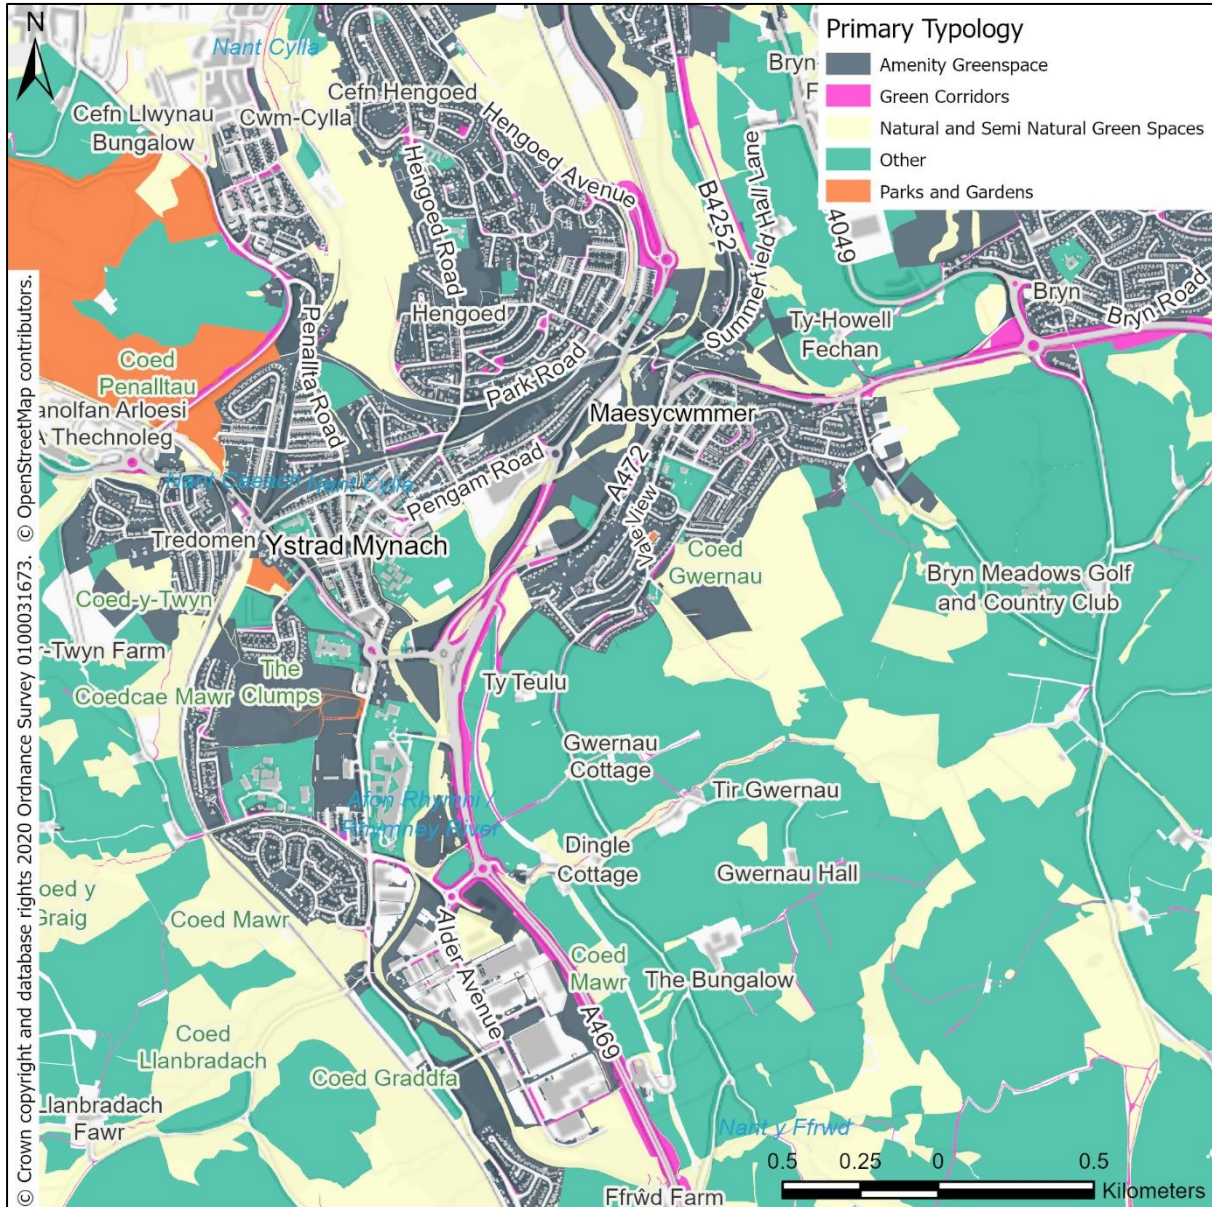 N
Nant Cylla
Cefn Llwynau
Bungalow
Cwm-Cylla
Cefn Hengoed
Hengoed Avenue
Hengoed Road
B4252
Summerfield Hall Lane
Bryn-
F
4049
Primary Typology
Amenity Greenspace
Green Corridors
Natural and Semi Natural Green Spaces
Other
Parks and Gardens
Hengoed
Penallta Road
Park Road
Ty-Howell
Fechan
Bryn
Bryn Road
Coed
Penalltau
anolfan Arloesi
A Thechnoleg
Maesycwmmer
Nant Caeach
Nant Cylla
Pengam Road
A472
Vale View
Tredomen
Ystrad Mynach
Coed
Gwernau
Bryn Meadows Golf
and Country Club
Coed-y-Twyn
r-Twyn Farm
Coedcae Mawr
The
Clumps
Ty Teulu
Gwernau
Cottage
Tir Gwernau
Afon Rhymni /
Rhymney River
Dingle
Cottage
Gwernau Hall
oed y
Graig
Coed Mawr
Alder Avenue
Coed
Mawr
The Bungalow
A469
Coed
Llanbradach
Coed Graddfa
Llanbradach
Fawr
Nant y Ffrwd
Ffrŵd Farm
0.5 0.25 0 0.5
Kilometers
© Crown copyright and database rights 2020 Ordnance Survey 0100031673. © OpenStreetMap contributors.